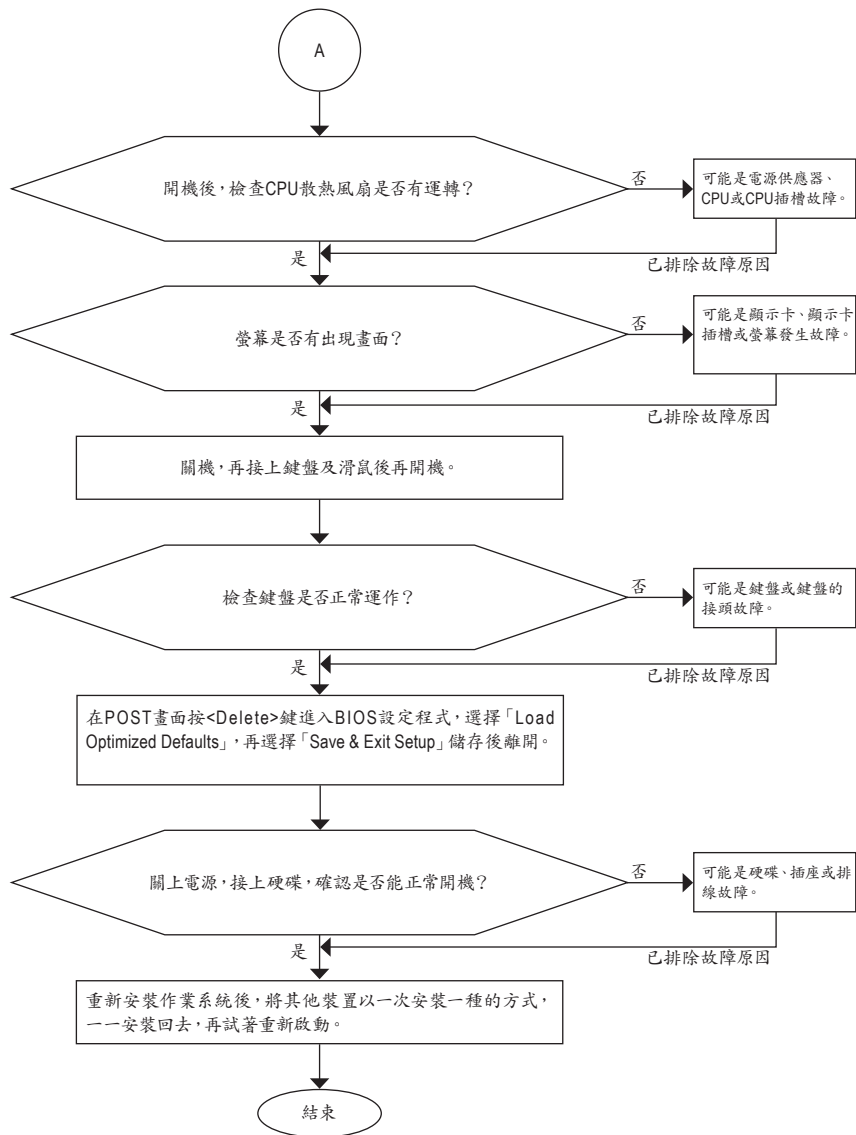 A
開機後，檢查CPU散熱風扇是否有運轉？
否
可能是電源供應器、
CPU或CPU插槽故障。
是
已排除故障原因
螢幕是否有出現畫面？
否
可能是顯示卡、顯示卡
插槽或螢幕發生故障。
是
已排除故障原因
關機，再接上鍵盤及滑鼠後再開機。
檢查鍵盤是否正常運作？
否
可能是鍵盤或鍵盤的
接頭故障。
是
已排除故障原因
在POST畫面按<Delete>鍵進入BIOS設定程式，選擇「Load
Optimized Defaults」，再選擇「Save & Exit Setup」儲存後離開。
關上電源，接上硬碟，確認是否能正常開機？
否
可能是硬碟、插座或排
線故障。
是
已排除故障原因
重新安裝作業系統後，將其他裝置以一次安裝一種的方式，
一一安裝回去，再試著重新啟動。
結束